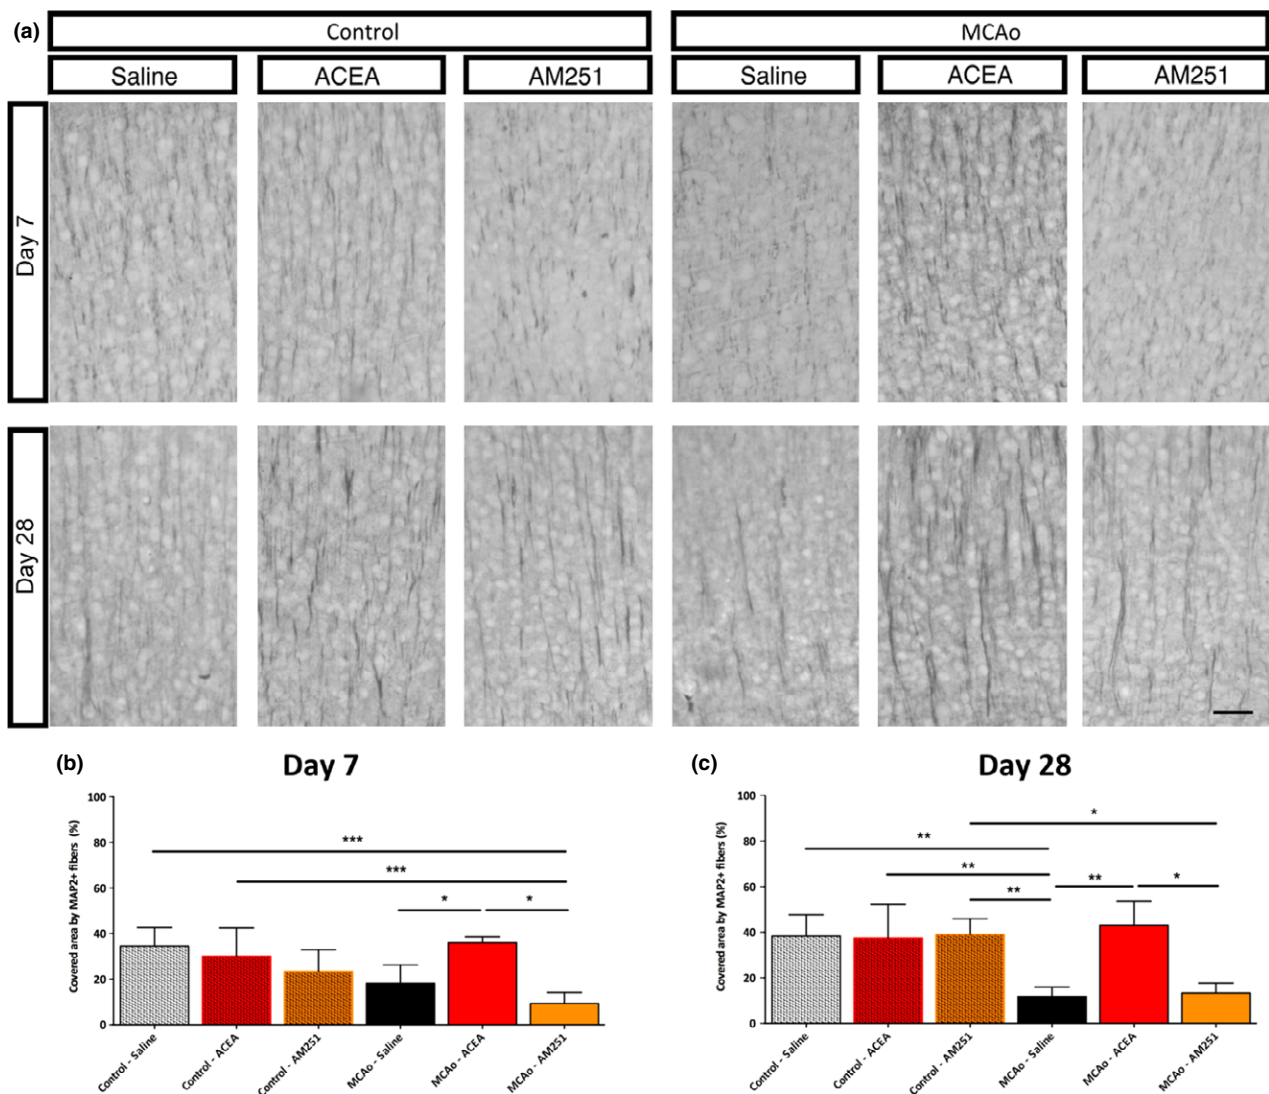 (a)
Control MCAo
Saline ACEA AM251 Saline ACEA AM251
Day 7
Day 28
(b) Day 7
Covered area by MAP2+ fibers (%)
100
80
60
40
20
0
***
***
* *
Control - Saline
Control - ACEA
Control - AM251
MCAo - Saline
MCAo - ACEA
MCAo - AM251
(c) Day 28
Covered area by MAP2+ fibers (%)
100
80
60
40
20
0
*
**
**
** ** *
Control - Saline
Control - ACEA
Control - AM251
MCAo - Saline
MCAo - ACEA
MCAo - AM251